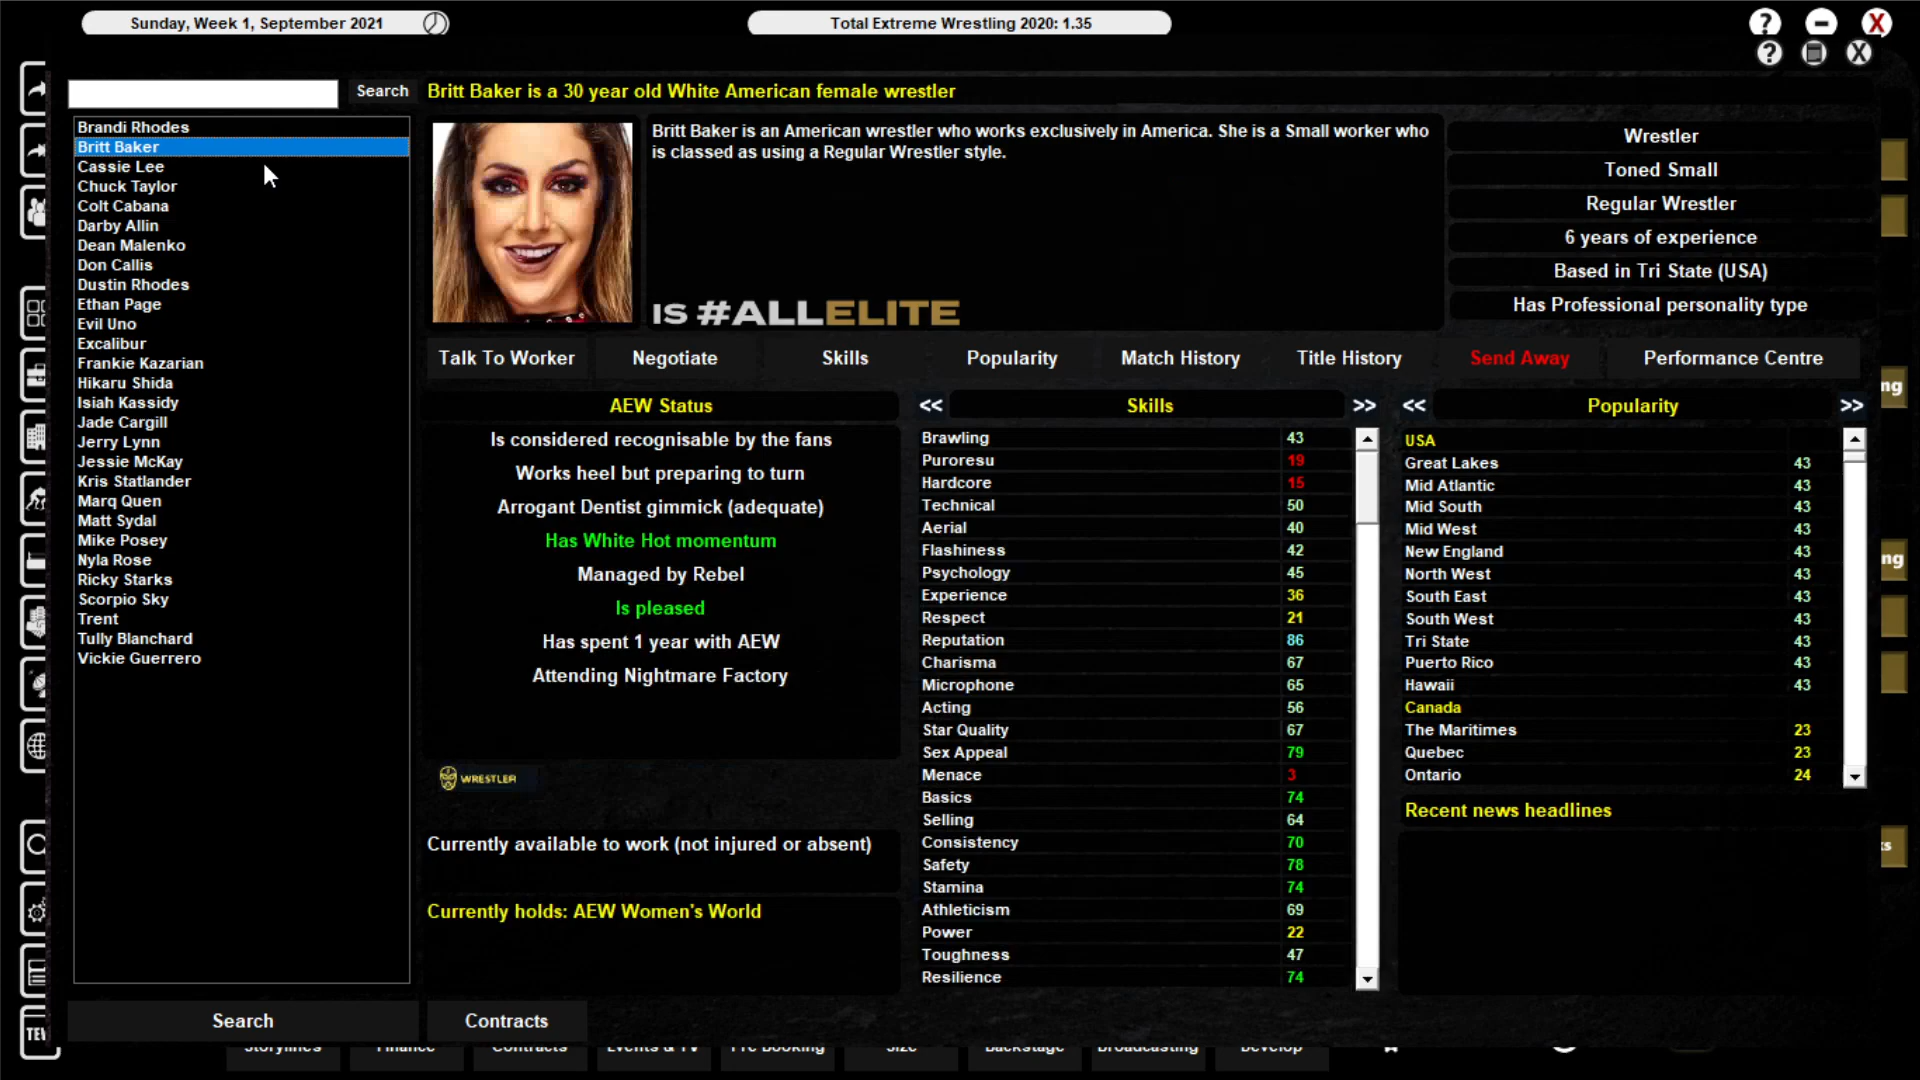 Sunday, Week 1, September 2021
Total Extreme Wrestling 2020: 1.35
Search
Britt Baker is a 30 year old White American female wrestler
Brandi Rhodes
Britt Baker
Cassie Lee
Chuck Taylor
Colt Cabana
Darby Allin
Dean Malenko
Don Callis
Dustin Rhodes
Ethan Page
Evil Uno
Excalibur
Frankie Kazarian
Hikaru Shida
Isiah Kassidy
Jade Cargill
Jerry Lynn
Jessie McKay
Kris Statlander
Marq Quen
Matt Sydal
Mike Posey
Nyla Rose
Ricky Starks
Scorpio Sky
Trent
Tully Blanchard
Vickie Guerrero
Britt Baker is an American wrestler who works exclusively in America. She is a Small worker who
is classed as using a Regular Wrestler style.
IS #ALLELITE
Wrestler
Toned Small
Regular Wrestler
6 years of experience
Based in Tri State (USA)
Has Professional personality type
Talk To Worker
Negotiate
Skills
Popularity
Match History
Title History
Send Away
Performance Centre
AEW Status
Is considered recognisable by the fans
Works heel but preparing to turn
Arrogant Dentist gimmick (adequate)
Has White Hot momentum
Managed by Rebel
Is pleased
Has spent 1 year with AEW
Attending Nightmare Factory
WRESTLER
Currently available to work (not injured or absent)
Currently holds: AEW Women's World
<< Skills >>
Brawling 43
Puroresu 19
Hardcore 15
Technical 50
Aerial 40
Flashiness 42
Psychology 45
Experience 36
Respect 21
Reputation 86
Charisma 67
Microphone 65
Acting 56
Star Quality 67
Sex Appeal 79
Menace 3
Basics 74
Selling 64
Consistency 70
Safety 78
Stamina 74
Athleticism 69
Power 22
Toughness 47
Resilience 74
<< Popularity >>
USA
Great Lakes 43
Mid Atlantic 43
Mid South 43
Mid West 43
New England 43
North West 43
South East 43
South West 43
Tri State 43
Puerto Rico 43
Hawaii 43
Canada
The Maritimes 23
Quebec 23
Ontario 24
Recent news headlines
Search
Contracts
Storylines
Finance
Contracts
Events & TV
Pre Booking
Size
Backstage
Broadcasting
Develop